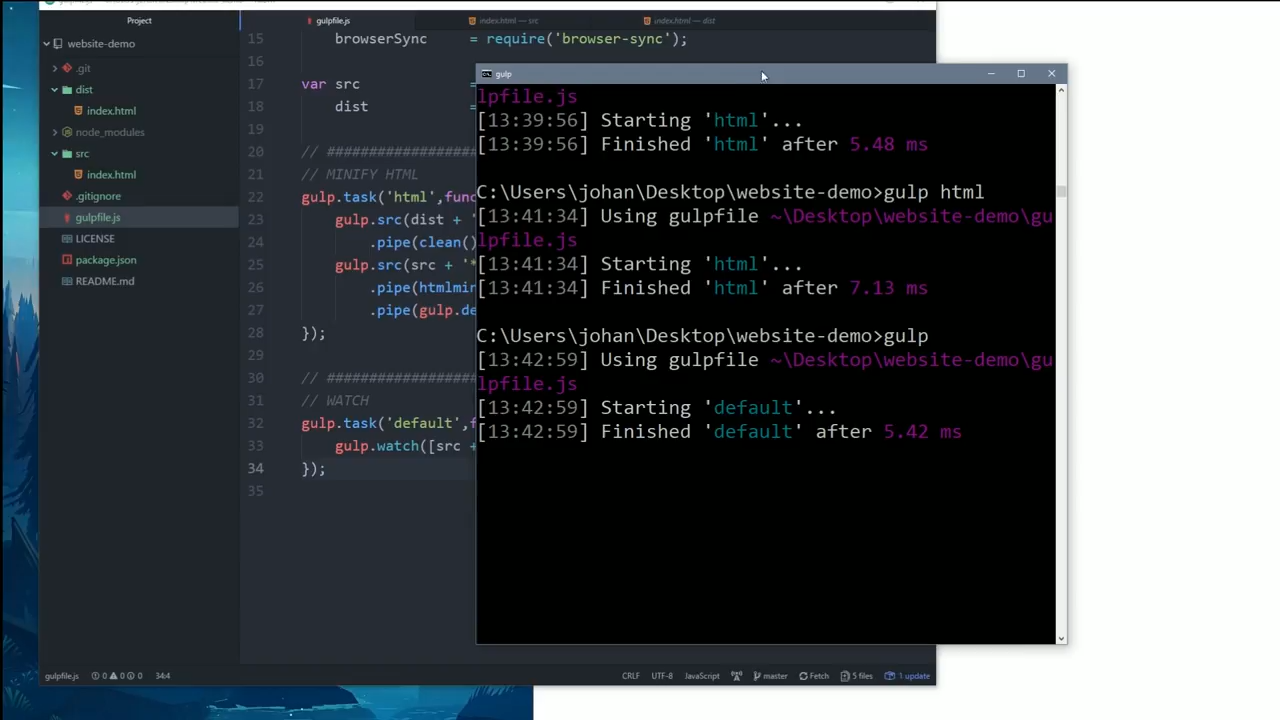 Project
gulpfile.js
index.html — src
index.html — dist
website-demo
.git
dist
index.html
node_modules
src
index.html
.gitignore
gulpfile.js
LICENSE
package.json
README.md
15 browserSync = require('browser-sync');
16
17 var src =
18 dist =
19
20 // ##################
21 // MINIFY HTML
22 gulp.task('html',func
23 gulp.src(dist + '
24 .pipe(clean()
25 gulp.src(src + '*
26 .pipe(htmlmin
27 .pipe(gulp.de
28 });
29
30 // ##################
31 // WATCH
32 gulp.task('default',f
33 gulp.watch([src +
34 });
35
gulp
lpfile.js
[13:39:56] Starting 'html'...
[13:39:56] Finished 'html' after 5.48 ms
C:\Users\johan\Desktop\website-demo>gulp html
[13:41:34] Using gulpfile ~\Desktop\website-demo\gu
lpfile.js
[13:41:34] Starting 'html'...
[13:41:34] Finished 'html' after 7.13 ms
C:\Users\johan\Desktop\website-demo>gulp
[13:42:59] Using gulpfile ~\Desktop\website-demo\gu
lpfile.js
[13:42:59] Starting 'default'...
[13:42:59] Finished 'default' after 5.42 ms
gulpfile.js 0 0 0 34:4
CRLF UTF-8 JavaScript master Fetch 5 files 1 update